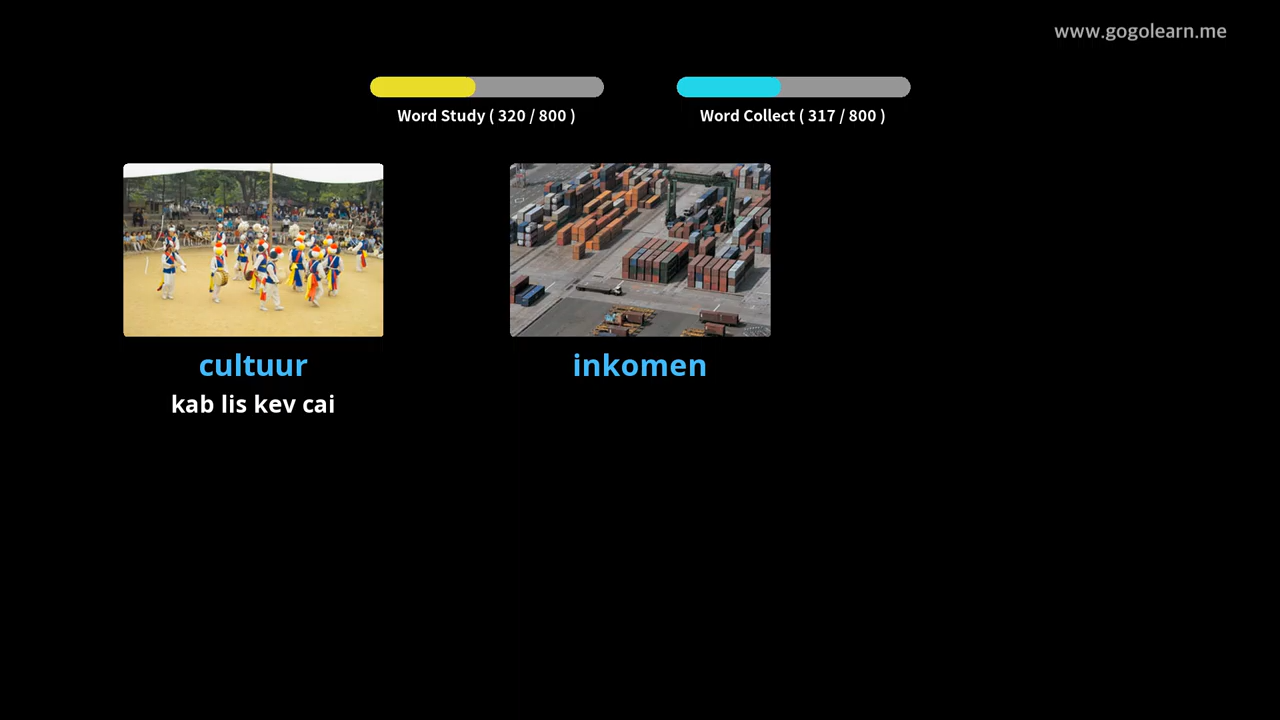 www.gogolearn.me
Word Study ( 320 / 800 )
Word Collect ( 317 / 800 )
cultuur
kab lis kev cai
inkomen